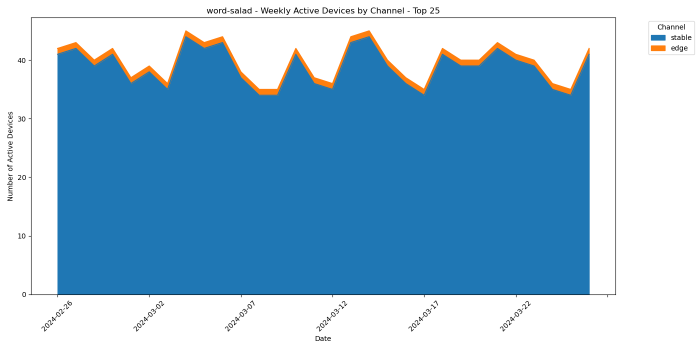 word-salad - Weekly Active Devices by Channel - Top 25
Channel
stable
edge
Number of Active Devices
40
30
20
10
0
2024-02-26
2024-03-02
2024-03-07
2024-03-12
2024-03-17
2024-03-22
Date